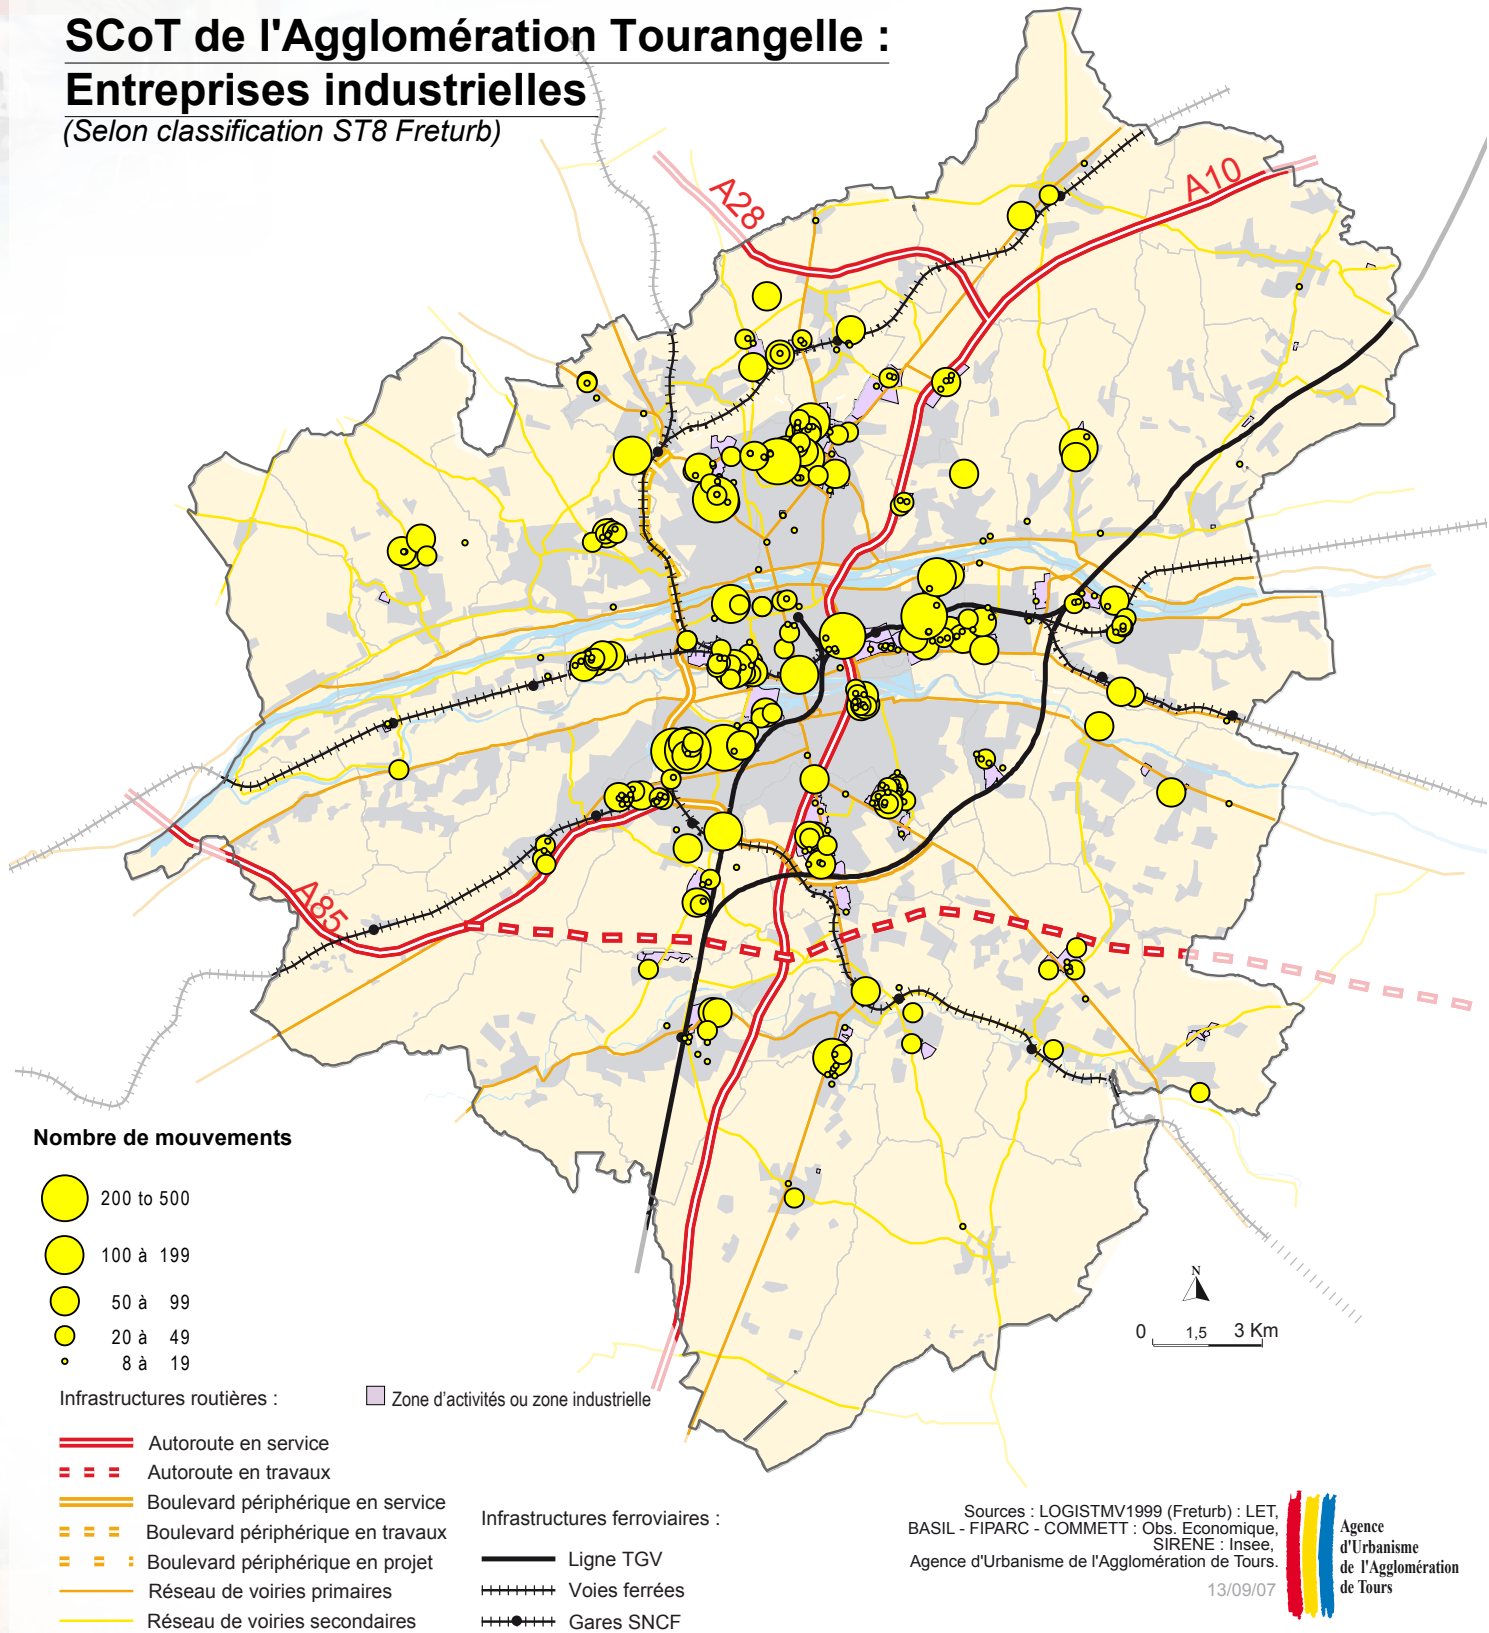 SCoT de l'Agglomération Tourangelle :
Entreprises industrielles
(Selon classification ST8 Freturb)
A28
A10
A85
Nombre de mouvements
200 to 500
100 à 199
50 à 99
20 à 49
8 à 19
N
0 1,5 3 Km
Infrastructures routières :
Zone d'activités ou zone industrielle
Autoroute en service
Autoroute en travaux
Boulevard périphérique en service
Boulevard périphérique en travaux
Boulevard périphérique en projet
Réseau de voiries primaires
Réseau de voiries secondaires
Infrastructures ferroviaires :
Ligne TGV
Voies ferrées
Gares SNCF
Sources : LOGISTMV1999 (Freturb) : LET,
BASIL - FIPARC - COMMETT : Obs. Economique,
SIRENE : Insee,
Agence d'Urbanisme de l'Agglomération de Tours.
13/09/07
Agence
d'Urbanisme
de l'Agglomération
de Tours